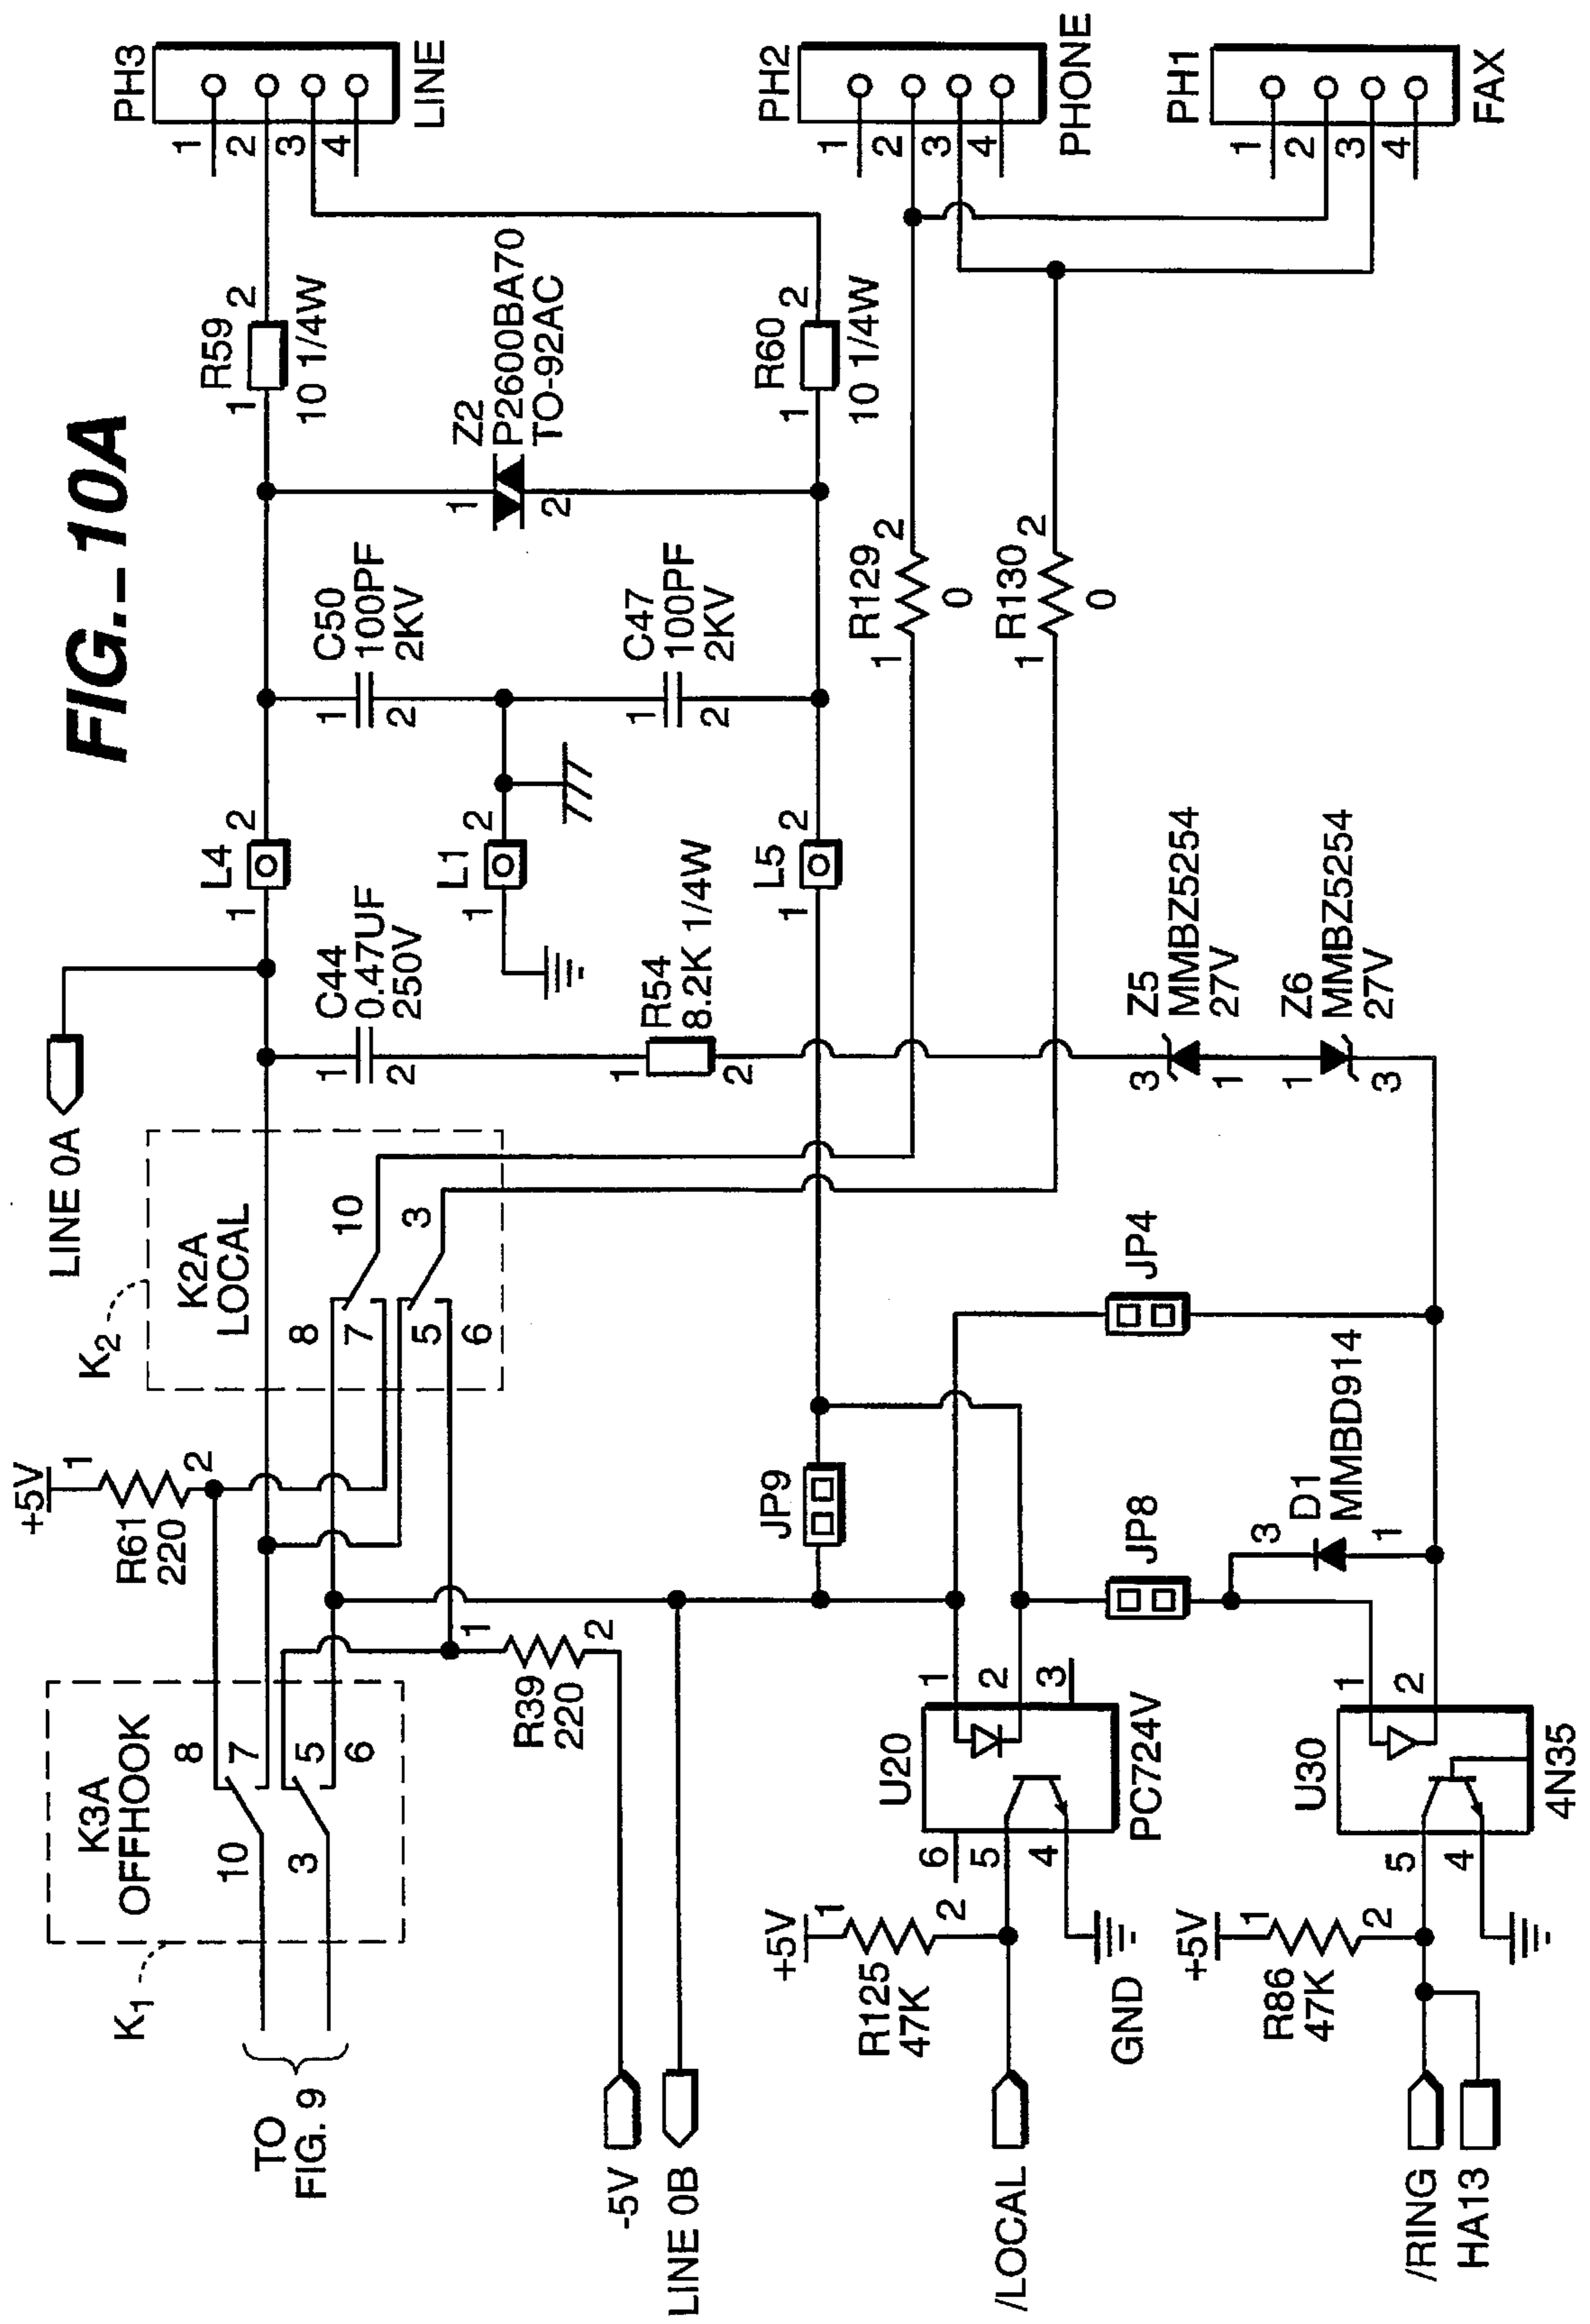 FIG._10A
LINE 0A
K2
K2A
LOCAL
10
3
8
7
5
6
K1
K3A
OFFHOOK
8
7
5
6
10
3
TO
FIG. 9
+5V
1
R61
220
2
1
R39
220
2
-5V
LINE 0B
L4
1
2
L1
1
2
L5
1
2
C44
0.47UF
250V
1
2
R54
8.2K 1/4W
1
2
C50
100PF
2KV
1
2
C47
100PF
2KV
1
2
Z2
P2600BA70
TO-92AC
1
2
R59
10 1/4W
1
2
R60
10 1/4W
1
2
PH3
1
2
3
4
LINE
PH2
1
2
3
4
PHONE
PH1
1
2
3
4
FAX
R129
0
1
2
R130
0
1
2
Z5
MMBZ5254
27V
3
1
Z6
MMBZ5254
27V
1
3
JP9
JP4
JP8
D1
MMBD914
3
1
U20
PC724V
1
2
3
6
5
4
+5V
1
R125
47K
2
GND
/LOCAL
U30
4N35
1
2
5
4
+5V
1
R86
47K
2
/RING
HA13